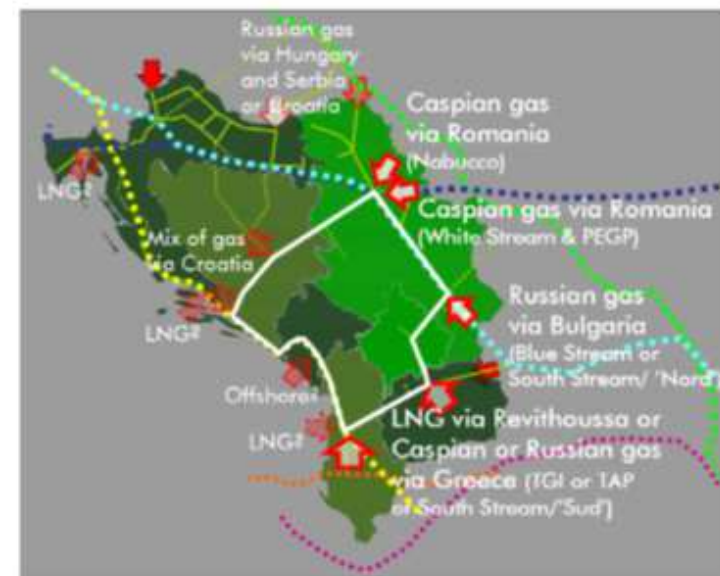 Russian gas
via Hungary
and Serbia
or Croatia
Caspian gas
via Romania
(Nabucco)
Caspian gas via Romania
(White Stream & PEGP)
LNG?
Mix of gas
via Croatia
Russian gas
via Bulgaria
(Blue Stream or
South Stream/ 'Nord')
LNG?
Offshore?
LNG?
LNG via Revithoussa or
Caspian or Russian gas
via Greece (TGI or TAP
or South Stream/'Sud')